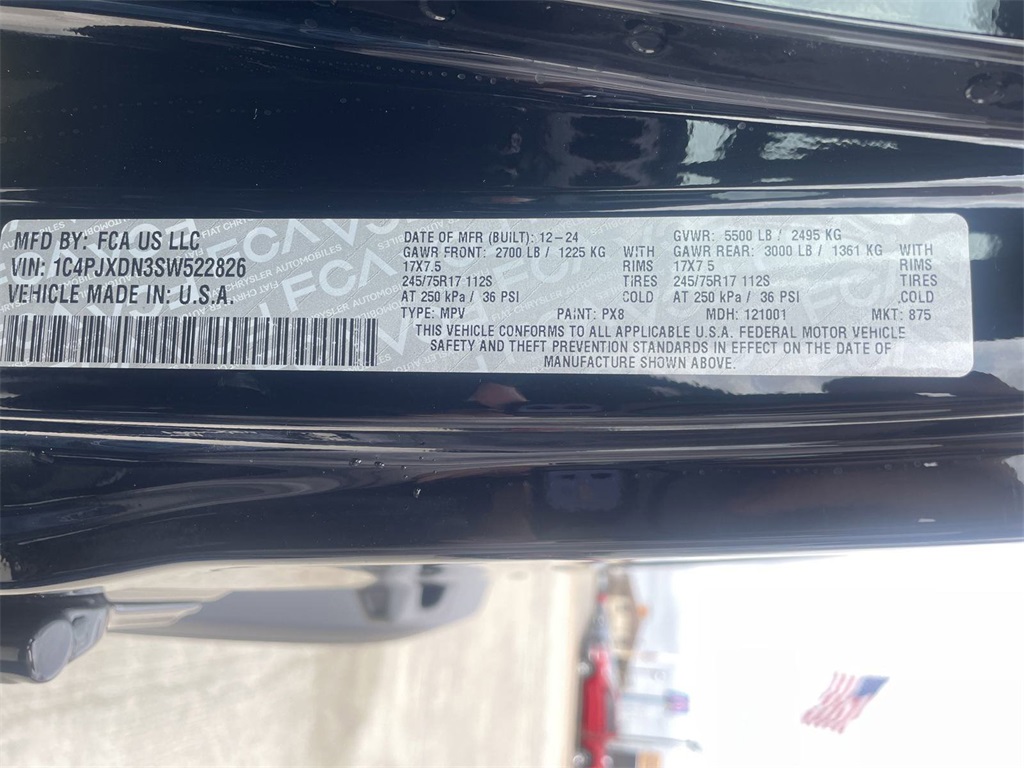 MFD BY: FCA US LLC
VIN: 1C4PJXDN3SW522826
VEHICLE MADE IN: U.S.A.
DATE OF MFR (BUILT): 12-24 GVWR: 5500 LB / 2495 KG
GAWR FRONT: 2700 LB / 1225 KG WITH GAWR REAR: 3000 LB / 1361 KG WITH
17X7.5 RIMS 17X7.5 RIMS
245/75R17 112S TIRES 245/75R17 112S TIRES
AT 250 kPa / 36 PSI COLD AT 250 kPa / 36 PSI COLD
TYPE: MPV PAINT: PX8 MDH: 121001 MKT: 875
THIS VEHICLE CONFORMS TO ALL APPLICABLE U.S.A. FEDERAL MOTOR VEHICLE
SAFETY AND THEFT PREVENTION STANDARDS IN EFFECT ON THE DATE OF
MANUFACTURE SHOWN ABOVE.